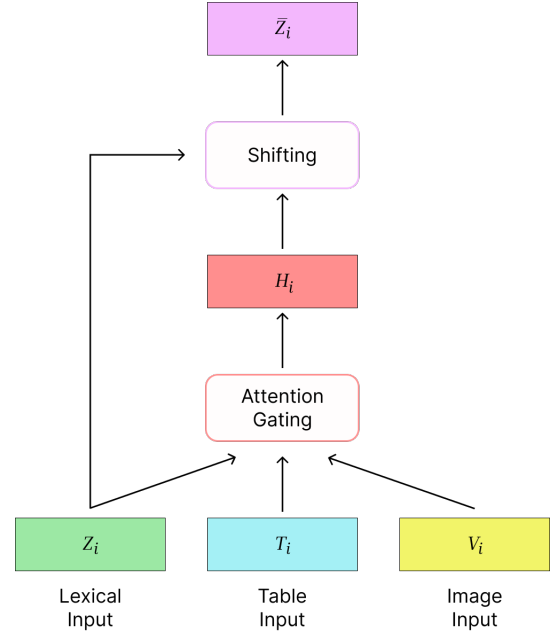 Z̄ᵢ
Shifting
Hᵢ
Attention
Gating
Zᵢ
Tᵢ
Vᵢ
Lexical
Input
Table
Input
Image
Input